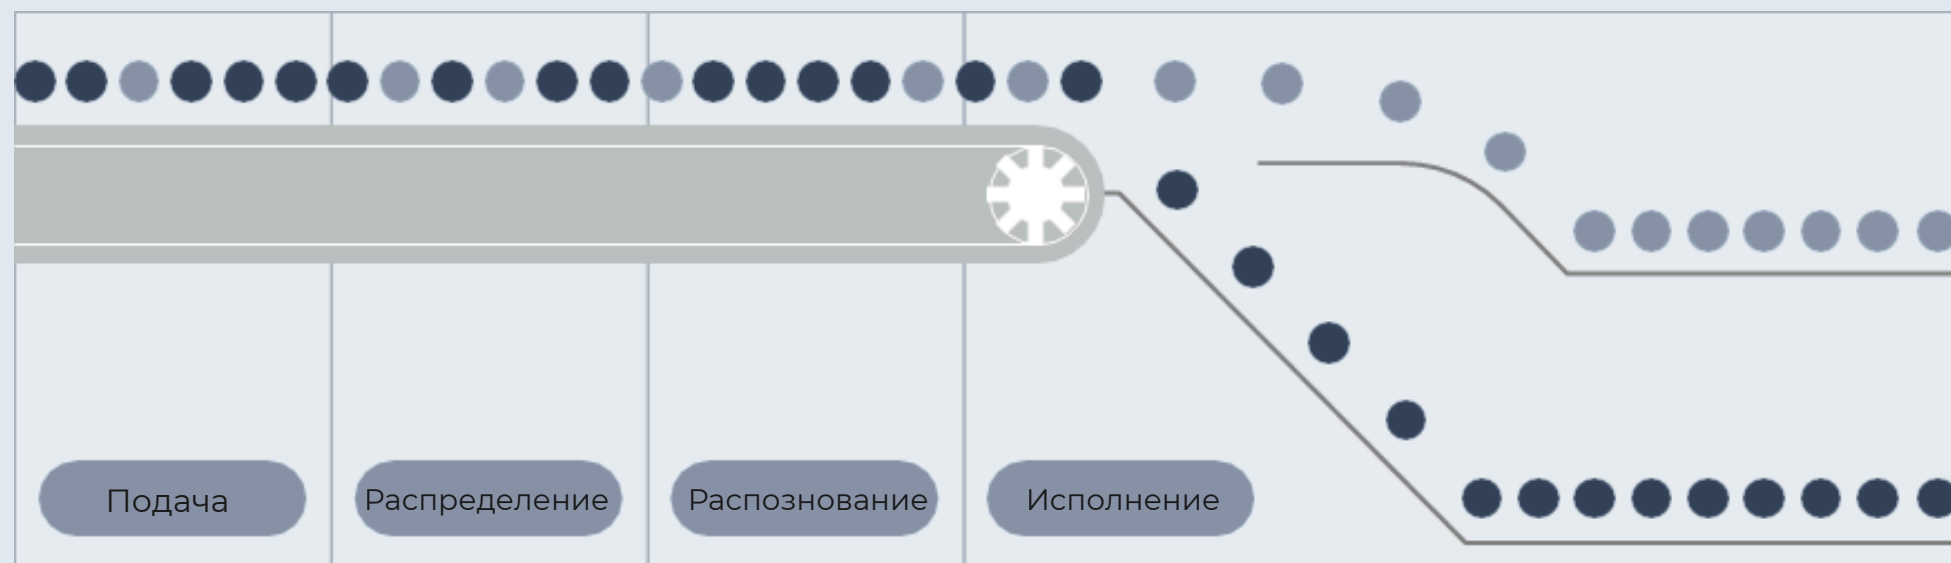 Подача
Распределение
Распознование
Исполнение